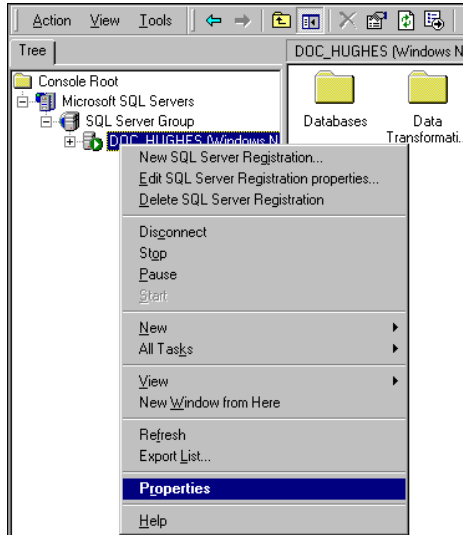 Action View Tools
Tree
DOC_HUGHES (Windows N
Console Root
Microsoft SQL Servers
SQL Server Group
DOC_HUGHES (Windows N
Databases
Data
Transformati...
New SQL Server Registration...
Edit SQL Server Registration properties...
Delete SQL Server Registration
Disconnect
Stop
Pause
Start
New
All Tasks
View
New Window from Here
Refresh
Export List...
Properties
Help